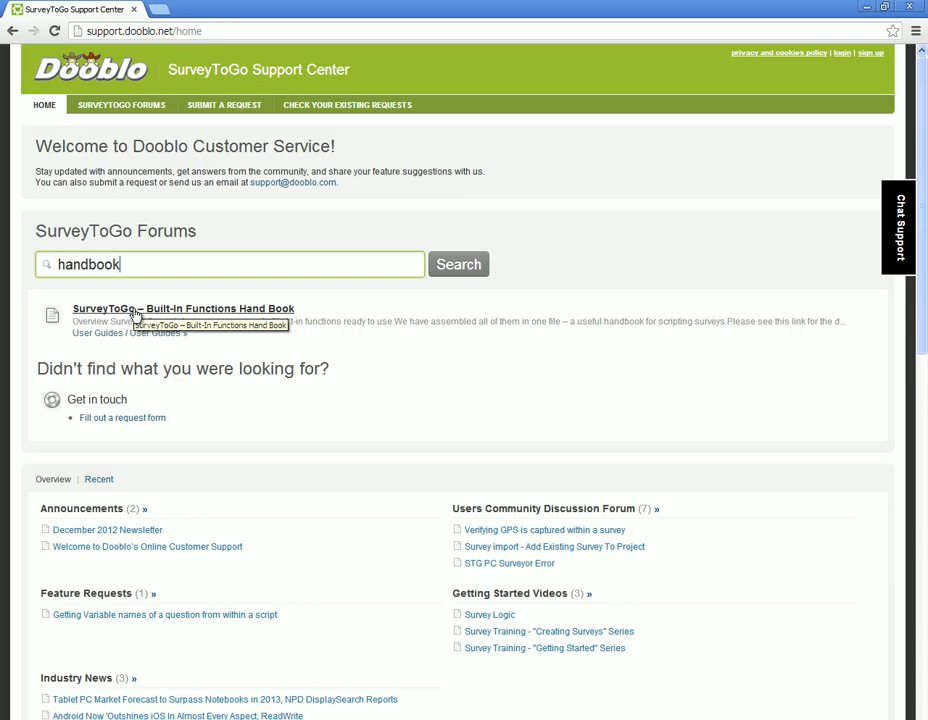 SurveyToGo Support Center
support.dooblo.net/home
privacy and cookies policy | login | sign up
Dooblo SurveyToGo Support Center
HOME SURVEYTOGO FORUMS SUBMIT A REQUEST CHECK YOUR EXISTING REQUESTS
Welcome to Dooblo Customer Service!
Stay updated with announcements, get answers from the community, and share your feature suggestions with us.
You can also submit a request or send us an email at support@dooblo.com.
Chat Support
SurveyToGo Forums
handbook Search
SurveyToGo – Built-In Functions Hand Book
Overview
-in functions ready to use.We have assembled all of them in one file – a useful handbook for scripting surveys.Please see this link for the d...
SurveyToGo – Built-In Functions Hand Book
User Guides / User Guides »
Didn't find what you were looking for?
Get in touch
• Fill out a request form
Overview | Recent
Announcements (2) »
December 2012 Newsletter
Welcome to Dooblo's Online Customer Support
Users Community Discussion Forum (7) »
Verifying GPS is captured within a survey
Survey import - Add Existing Survey To Project
STG PC Surveyor Error
Feature Requests (1) »
Getting Variable names of a question from within a script
Getting Started Videos (3) »
Survey Logic
Survey Training - "Creating Surveys" Series
Survey Training - "Getting Started" Series
Industry News (3) »
Tablet PC Market Forecast to Surpass Notebooks in 2013, NPD DisplaySearch Reports
Android Now 'Outshines iOS In Almost Every Aspect, ReadWrite